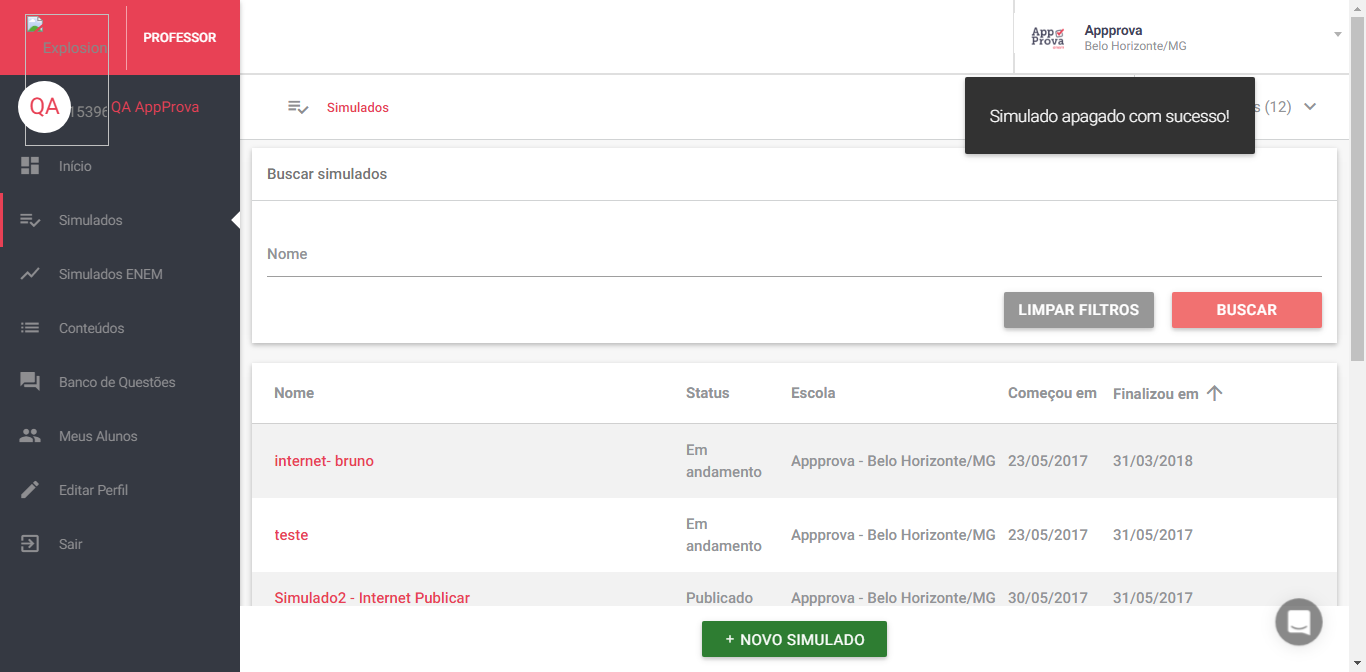 Explosion
PROFESSOR
App
Prova
Appprova
Belo Horizonte/MG
QA
15396
QA AppProva
Simulados
Simulado apagado com sucesso!
s (12)
Início
Simulados
Simulados ENEM
Conteúdos
Banco de Questões
Meus Alunos
Editar Perfil
Sair
Buscar simulados
Nome
LIMPAR FILTROS
BUSCAR
Nome Status Escola Começou em Finalizou em
internet- bruno Em andamento Appprova - Belo Horizonte/MG 23/05/2017 31/03/2018
teste Em andamento Appprova - Belo Horizonte/MG 23/05/2017 31/05/2017
Simulado2 - Internet Publicar Publicado Appprova - Belo Horizonte/MG 30/05/2017 31/05/2017
+ NOVO SIMULADO